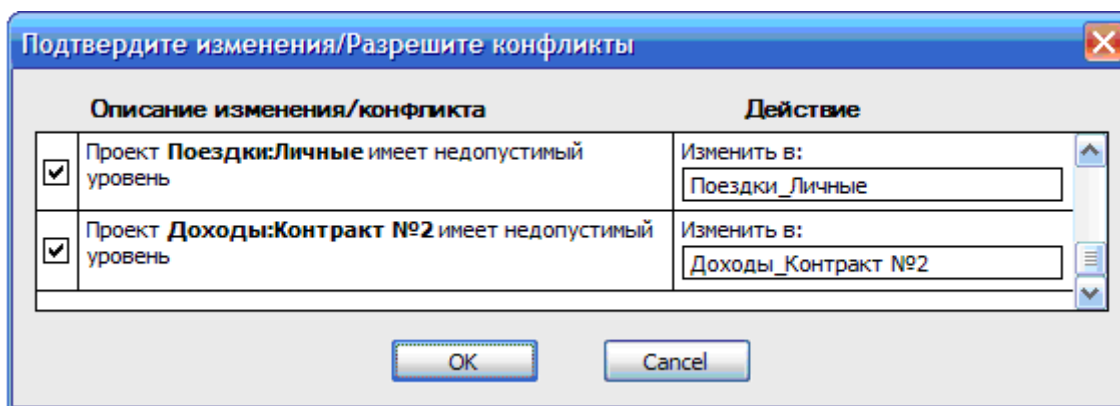 Подтвердите изменения/Разрешите конфликты
Описание изменения/конфликта Действие
Проект Поездки:Личные имеет недопустимый
уровень
Изменить в:
Поездки_Личные
Проект Доходы:Контракт №2 имеет недопустимый
уровень
Изменить в:
Доходы_Контракт №2
OK Cancel